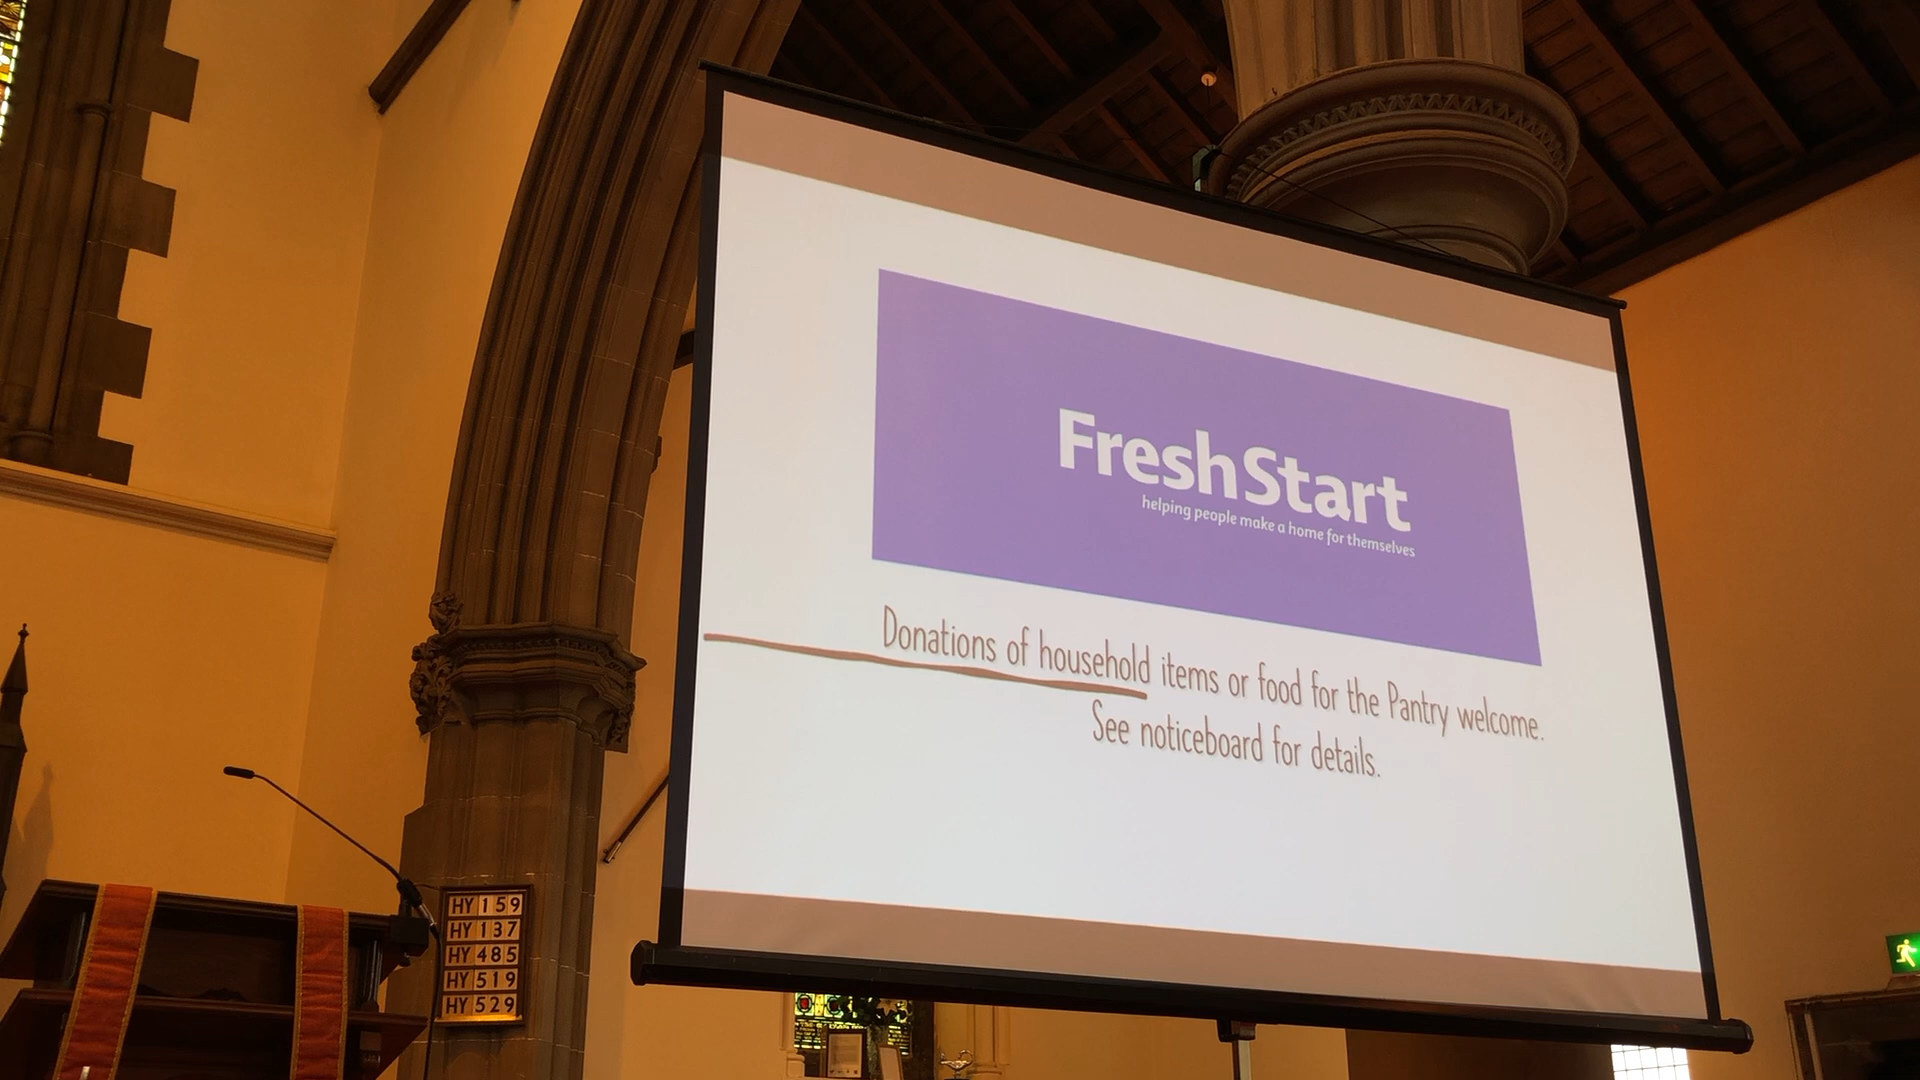 FreshStart
helping people make a home for themselves
Donations of household items or food for the Pantry welcome.
See noticeboard for details.
HY 159
HY 137
HY 485
HY 519
HY 529